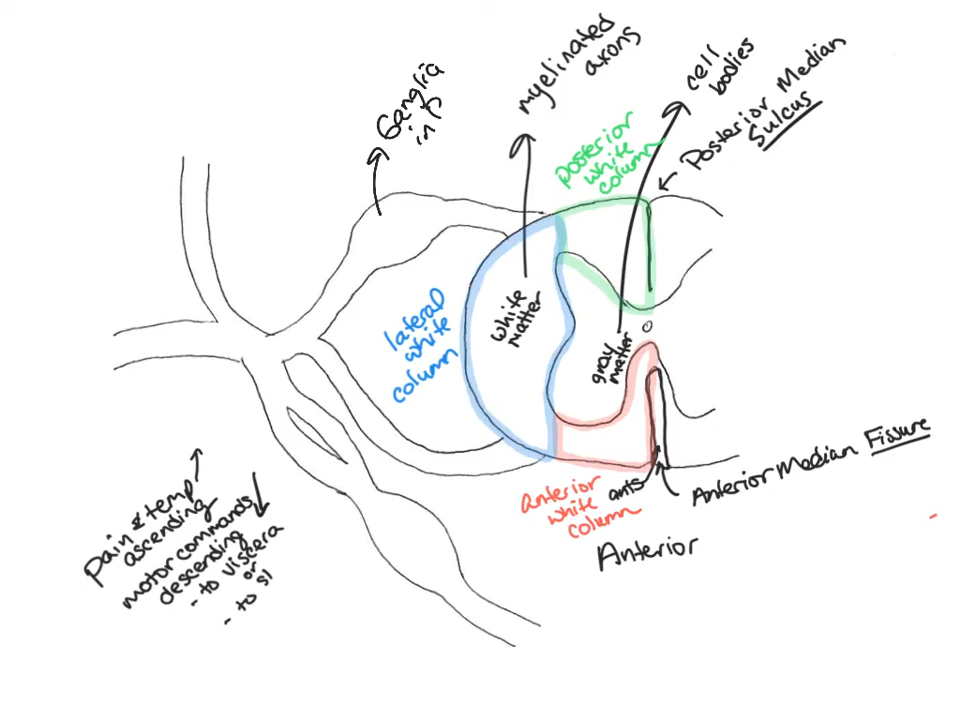 Ganglia
in D
myelinated
axons
cell
bodies
Posterior Median
Sulcus
posterior
white
column
lateral
white
column
white
matter
gray
matter
anterior
white
column
ants
Anterior Median Fissure
Anterior
pain & temp
ascending
motor commands
descending
- to viscera
or
- to sl